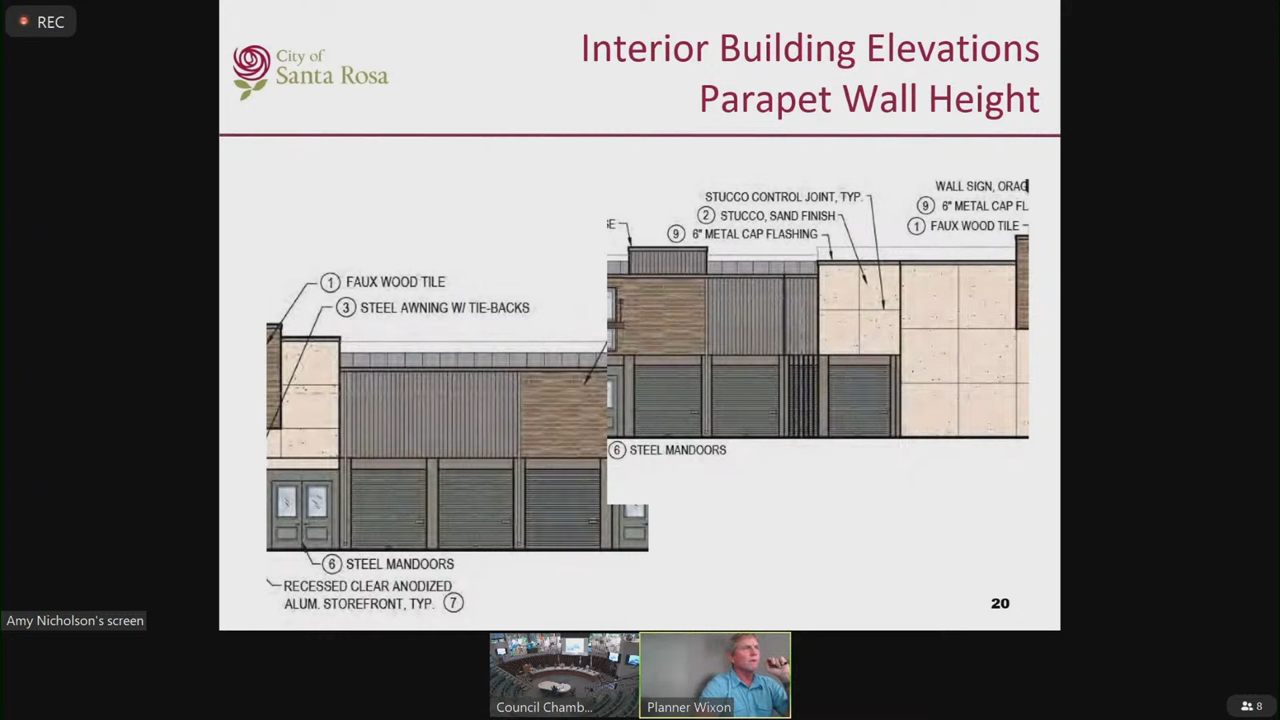 REC
City of
Santa Rosa
Interior Building Elevations
Parapet Wall Height
STUCCO CONTROL JOINT, TYP.
② STUCCO, SAND FINISH
⑨ 6" METAL CAP FLASHING
WALL SIGN,
⑨ 6" METAL CAP
① FAUX WOOD TILE
① FAUX WOOD TILE
③ STEEL AWNING W/ TIE-BACKS
⑥ STEEL MANDOORS
⑥ STEEL MANDOORS
RECESSED CLEAR ANODIZED
ALUM. STOREFRONT, TYP. ⑦
20
Amy Nicholson's screen
Council Chamb...
Planner Wixon
8